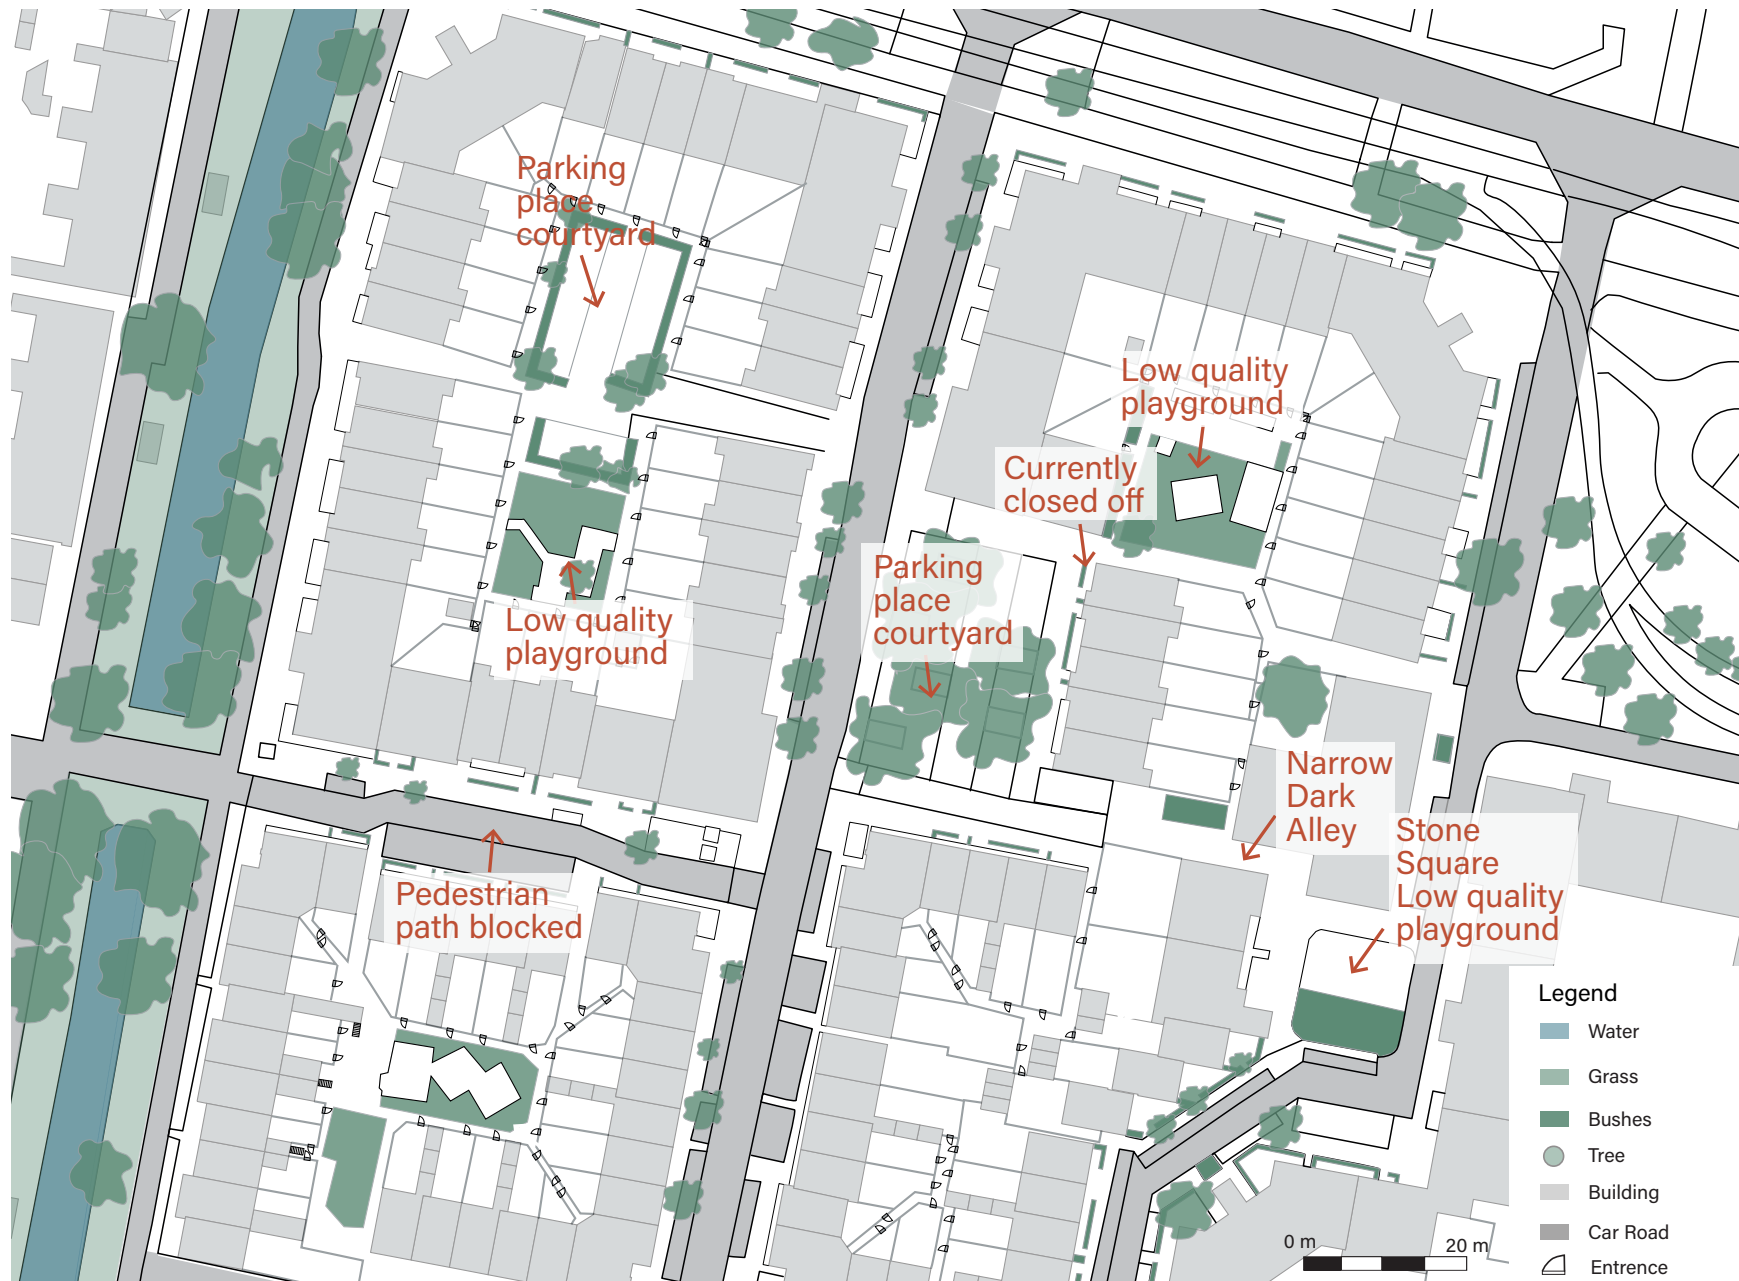 Parking
place
courtyard
Low quality
playground
Currently
closed off
Parking
place
courtyard
Low quality
playground
Narrow
Dark
Alley
Stone
Square
Low quality
playground
Pedestrian
path blocked
Legend
Water
Grass
Bushes
Tree
Building
Car Road
Entrence
0 m
20 m